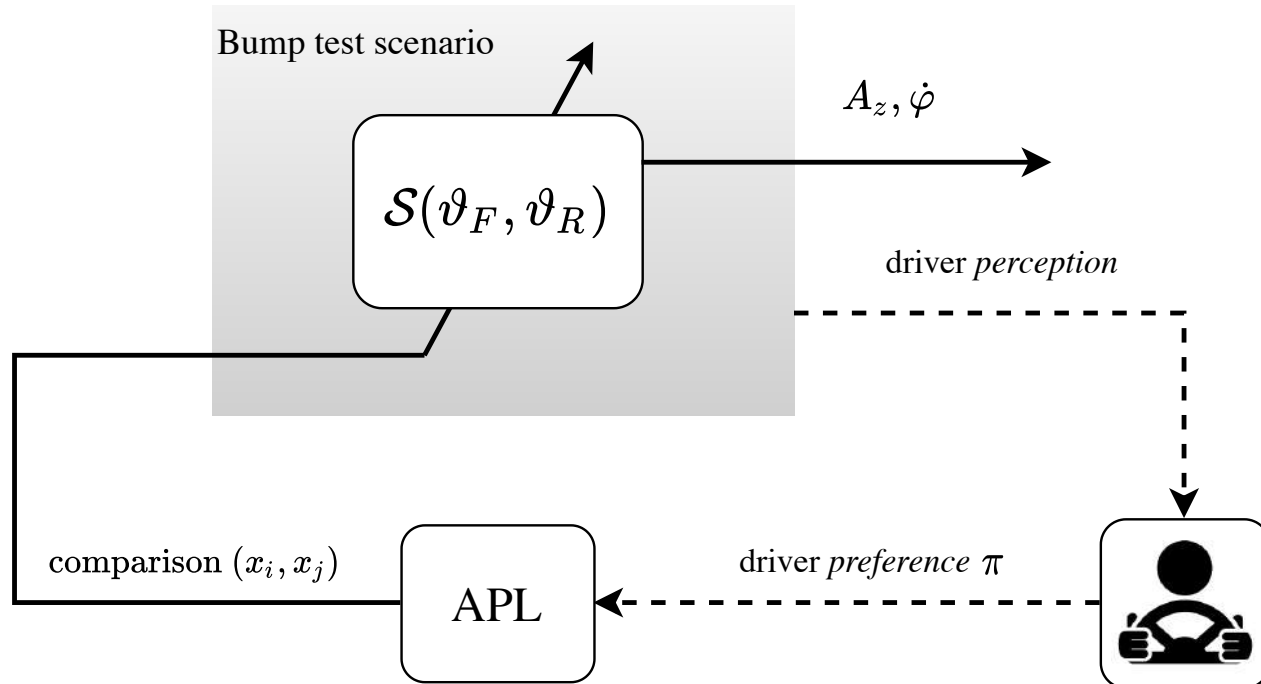 Bump test scenario
$A_z, \dot{\varphi}$
$\mathcal{S}(\vartheta_F, \vartheta_R)$
driver perception
comparison $(x_i, x_j)$
driver preference π
APL